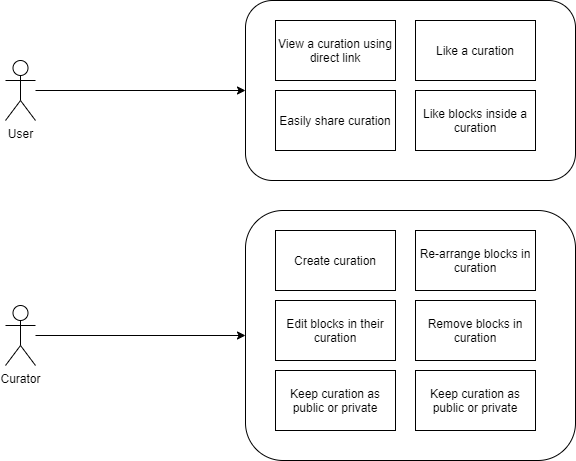 View a curation using
direct link
Like a curation
Easily share curation
Like blocks inside a
curation
User
Create curation
Re-arrange blocks in
curation
Edit blocks in their
curation
Remove blocks in
curation
Curator
Keep curation as
public or private
Keep curation as
public or private